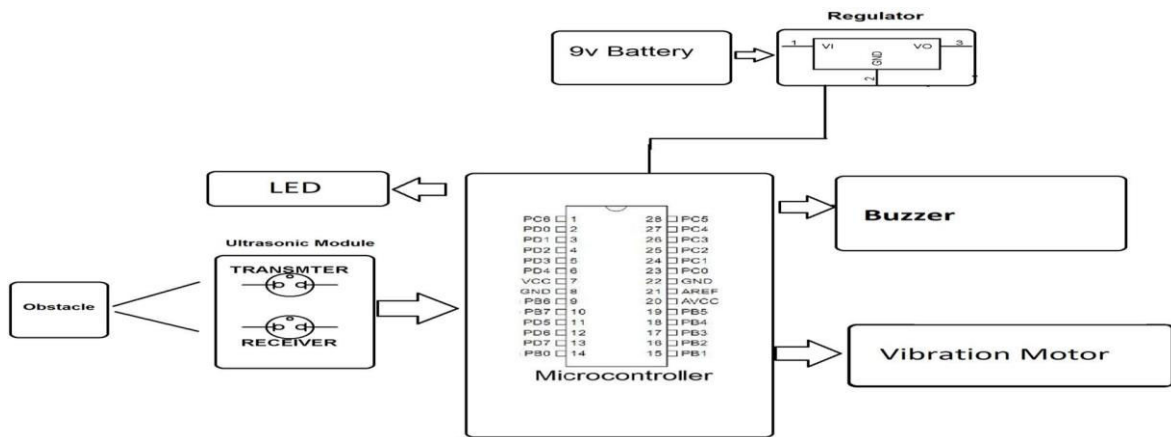 Regulator
9v Battery
1 VI VO 3
GND
2
LED
Buzzer
Ultrasonic Module
TRANSMTER
RECEIVER
Obstacle
PC6 1 28 PC5
PD0 2 27 PC4
PD1 3 26 PC3
PD2 4 25 PC2
PD3 5 24 PC1
PD4 6 23 PC0
VCC 7 22 GND
GND 8 21 AREF
PB6 9 20 AVCC
PB7 10 19 PB5
PD5 11 18 PB4
PD6 12 17 PB3
PD7 13 16 PB2
PB0 14 15 PB1
Microcontroller
Vibration Motor